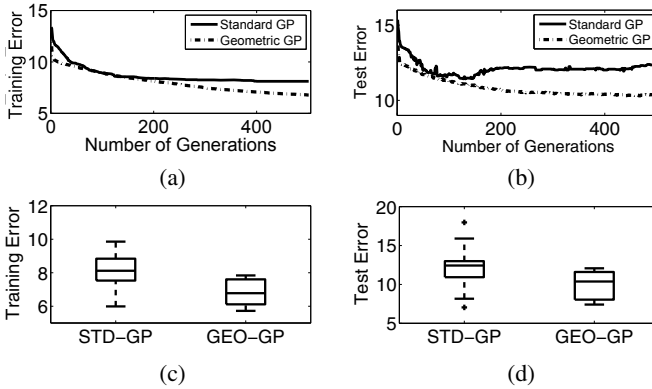 15
10
5
0
200
400
Training Error
Number of Generations
Standard GP
Geometric GP
(a)
15
10
0
200
400
Test Error
Number of Generations
Standard GP
Geometric GP
(b)
12
10
8
6
Training Error
STD−GP
GEO−GP
(c)
20
15
10
5
Test Error
STD−GP
GEO−GP
(d)